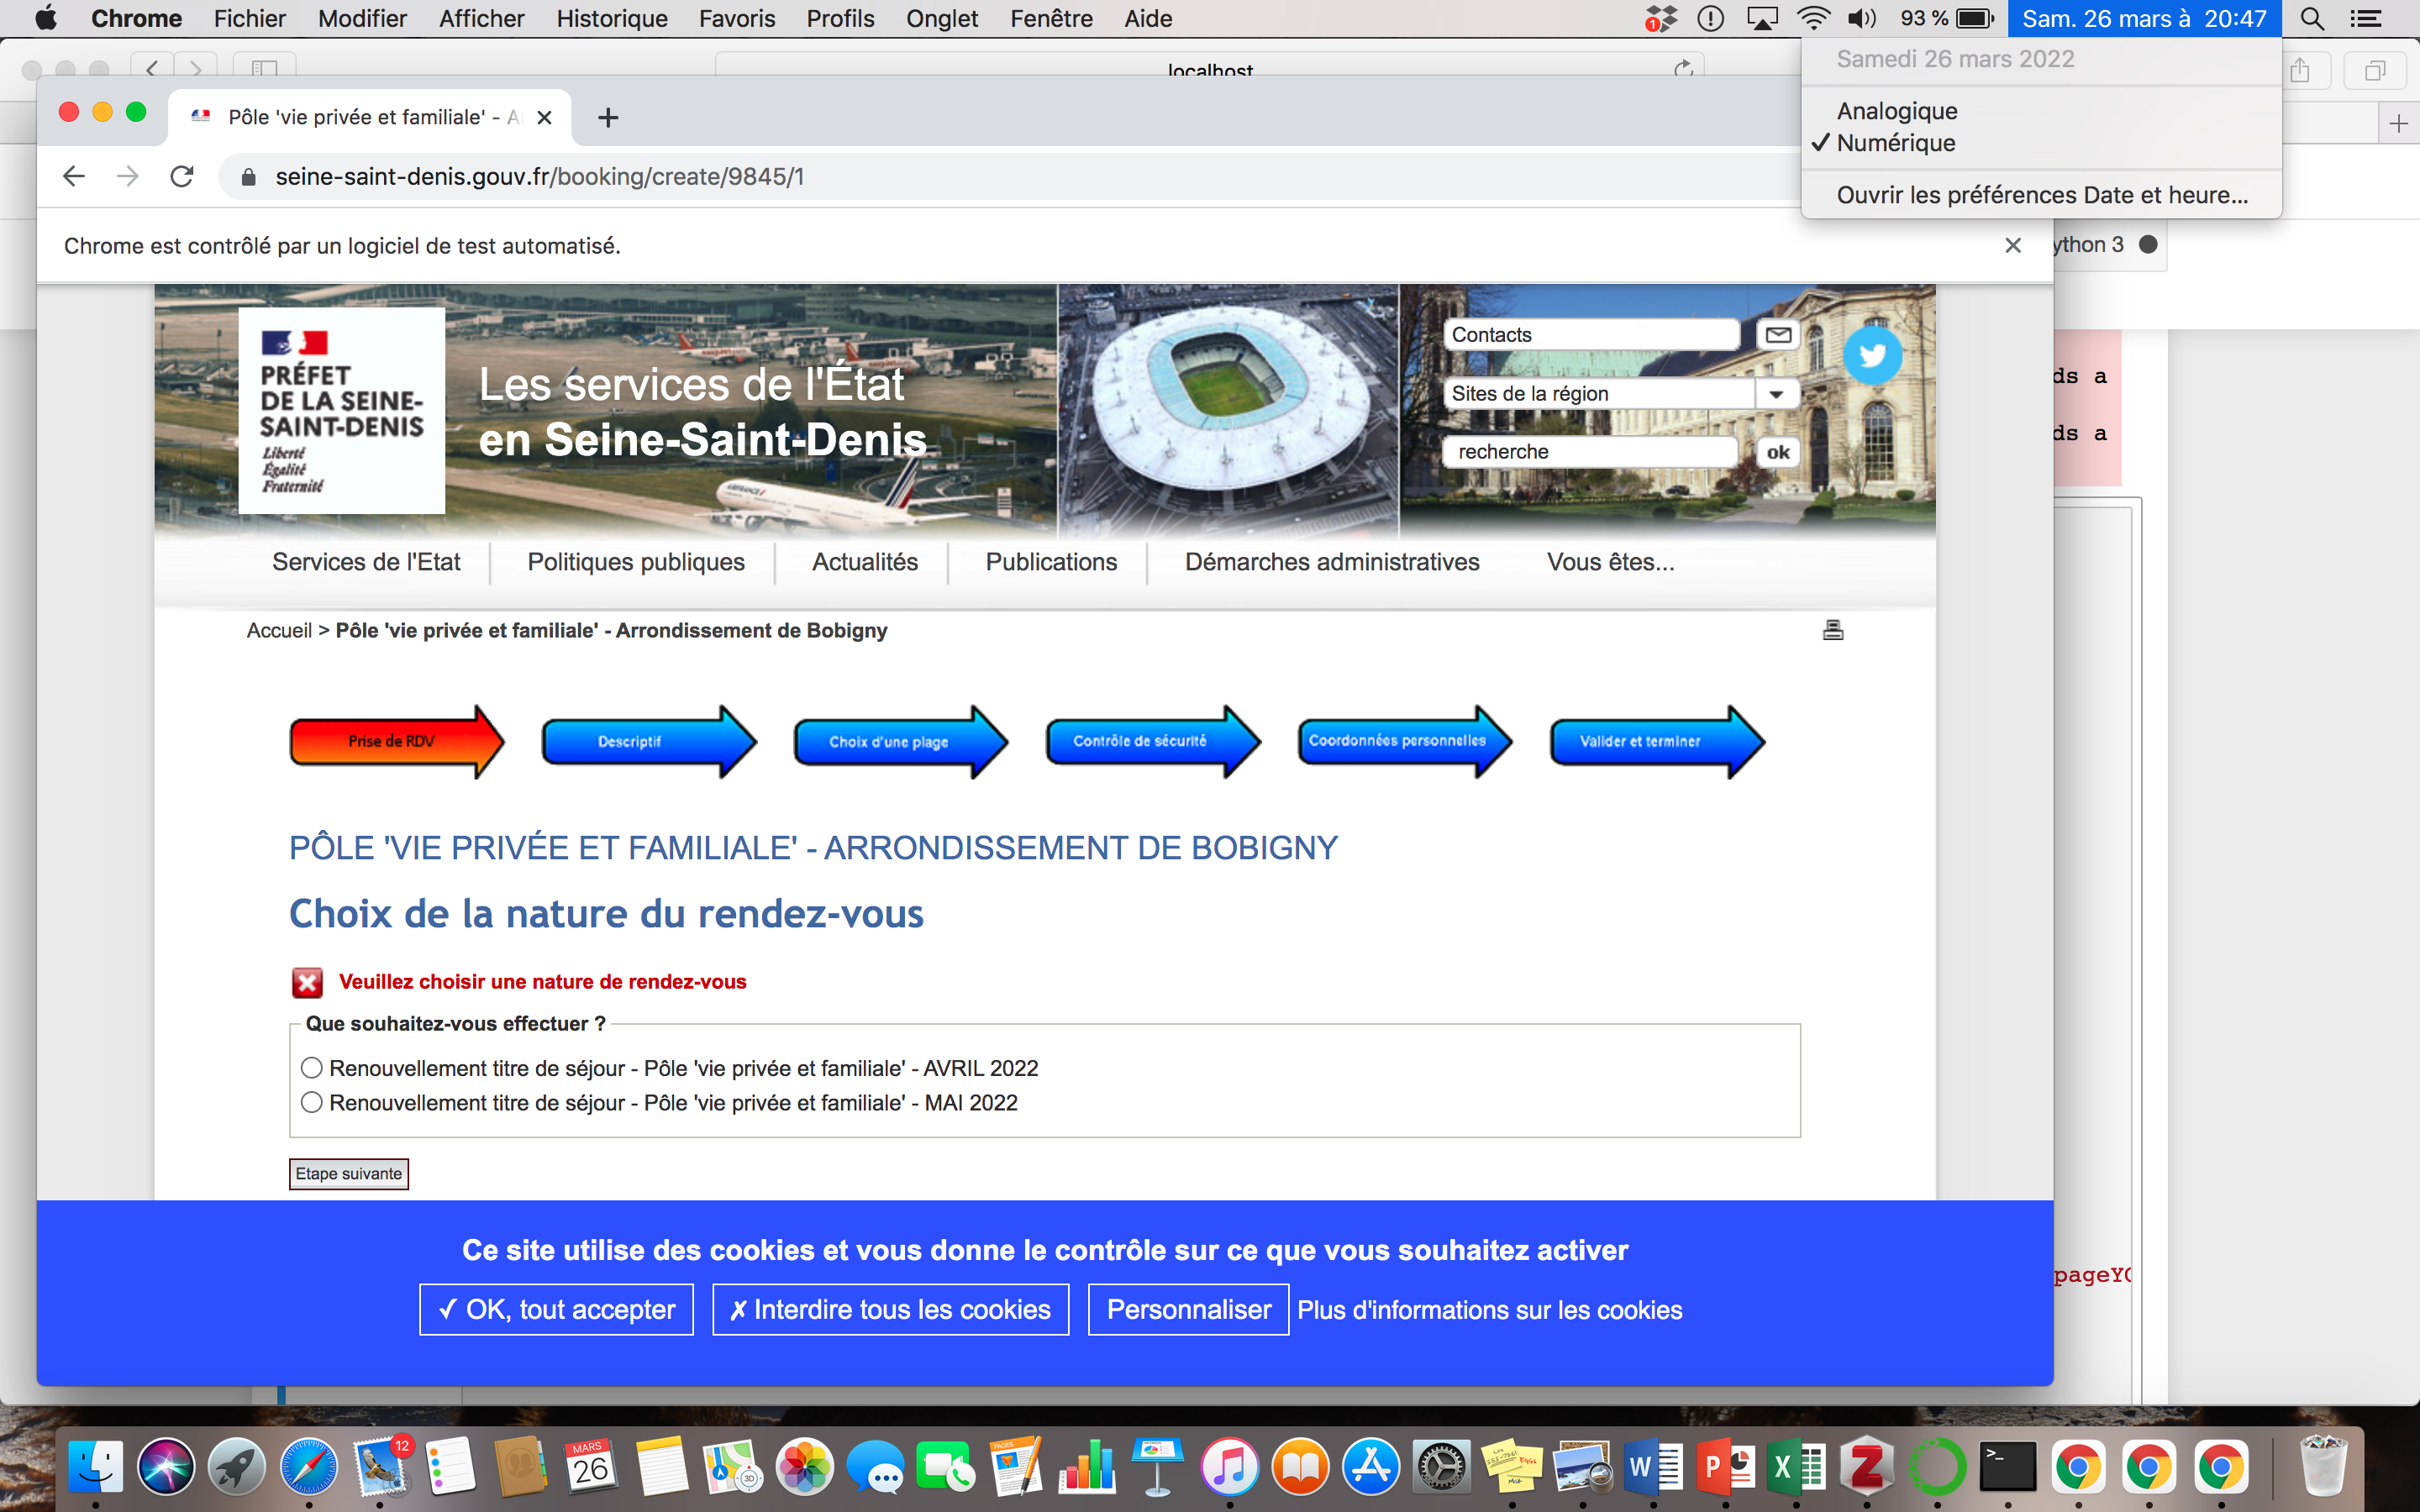 Chrome Fichier Modifier Afficher Historique Favoris Profils Onglet Fenêtre Aide
1
93 %
Sam. 26 mars à 20:47
Samedi 26 mars 2022
Analogique
✓ Numérique
Ouvrir les préférences Date et heure...
localhost
Pôle 'vie privée et familiale' - A
seine-saint-denis.gouv.fr/booking/create/9845/1
Chrome est contrôlé par un logiciel de test automatisé.
ython 3
ds a
ds a
pageYO
PRÉFET
DE LA SEINE-
SAINT-DENIS
Liberté
Égalité
Fraternité
Les services de l'État
en Seine-Saint-Denis
AIRFRANCE
Contacts
Sites de la région
recherche
ok
Services de l'Etat
Politiques publiques
Actualités
Publications
Démarches administratives
Vous êtes...
Accueil > Pôle 'vie privée et familiale' - Arrondissement de Bobigny
Prise de RDV
Descriptif
Choix d'une plage
Contrôle de sécurité
Coordonnées personnelles
Valider et terminer
PÔLE 'VIE PRIVÉE ET FAMILIALE' - ARRONDISSEMENT DE BOBIGNY
Choix de la nature du rendez-vous
Veuillez choisir une nature de rendez-vous
Que souhaitez-vous effectuer ?
Renouvellement titre de séjour - Pôle 'vie privée et familiale' - AVRIL 2022
Renouvellement titre de séjour - Pôle 'vie privée et familiale' - MAI 2022
Etape suivante
Ce site utilise des cookies et vous donne le contrôle sur ce que vous souhaitez activer
✓ OK, tout accepter
✗ Interdire tous les cookies
Personnaliser
Plus d'informations sur les cookies
12
MARS
26
3D
PAGES
W
P
X
Z
>_